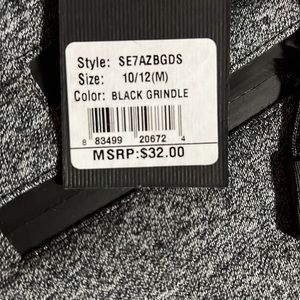 Style: SE7AZBGDS
Size: 10/12(M)
Color: BLACK GRINDLE
8 83499 20672 4
MSRP:$32.00